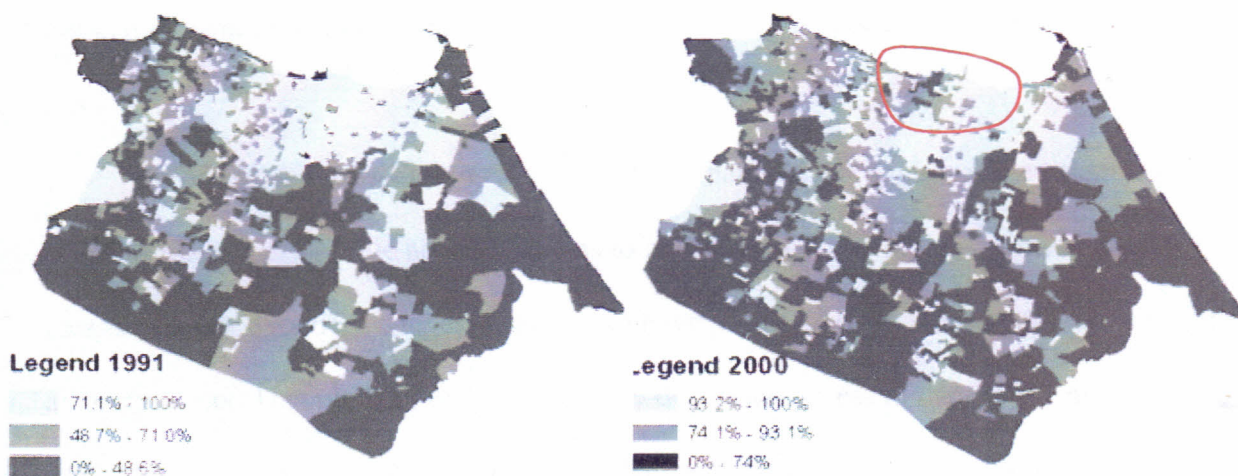 Legend 1991
71.1% - 100%
48.7% - 71.0%
0% - 48.6%
Legend 2000
93.2% - 100%
74.1% - 93.1%
0% - 74%